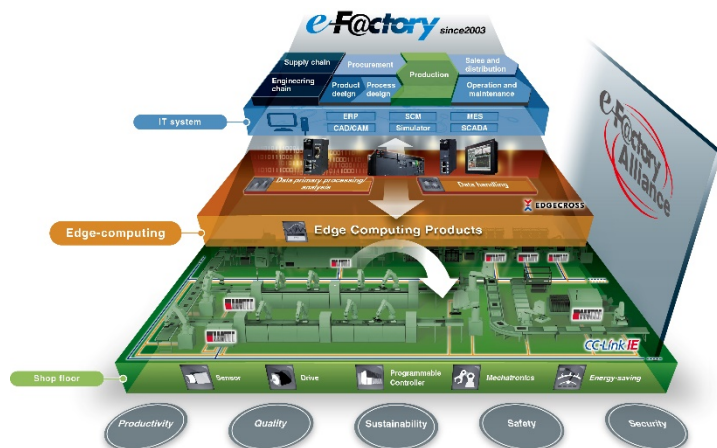 e-F@ctory since2003
Supply chain
Procurement
Production
Sales and
distribution
Engineering
chain
Product
design
Process
design
Operation and
maintenance
IT system
ERP
SCM
MES
CAD/CAM
Simulator
SCADA
e-F@ctory
Alliance
Data primary processing/
analysis
Data handling
EDGECROSS
Edge-computing
Edge Computing Products
CC-Link IE
Shop floor
Sensor
Drive
Programmable
Controller
Mechatronics
Energy-saving
Productivity
Quality
Sustainability
Safety
Security